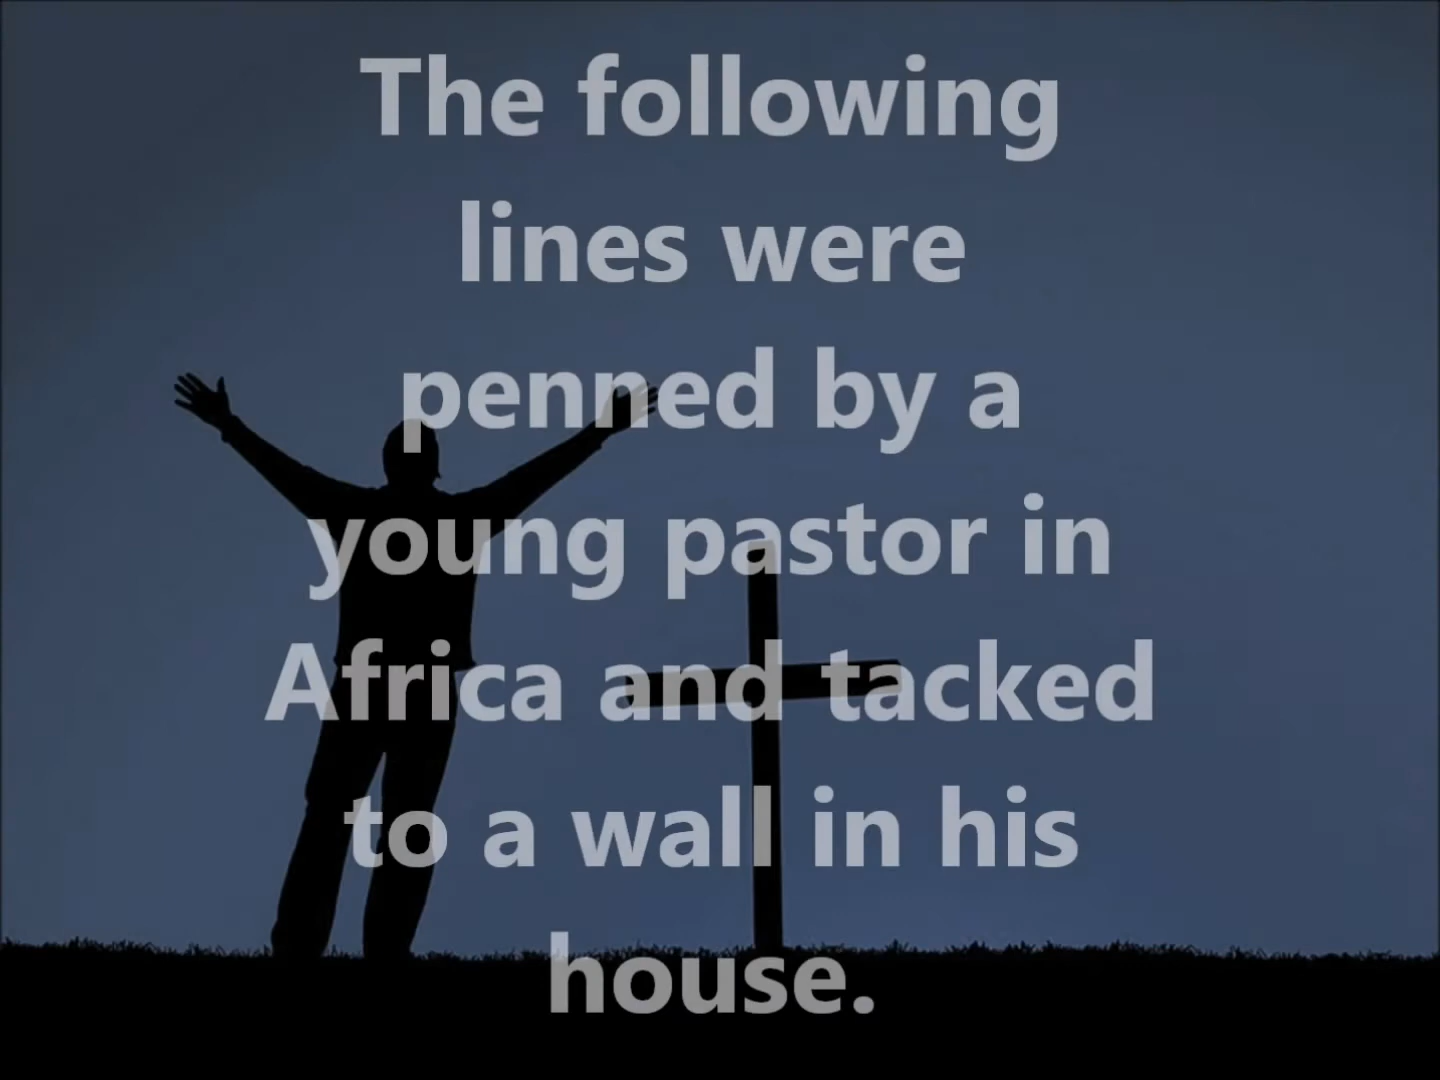 The following
lines were
penned by a
young pastor in
Africa and tacked
to a wall in his
house.